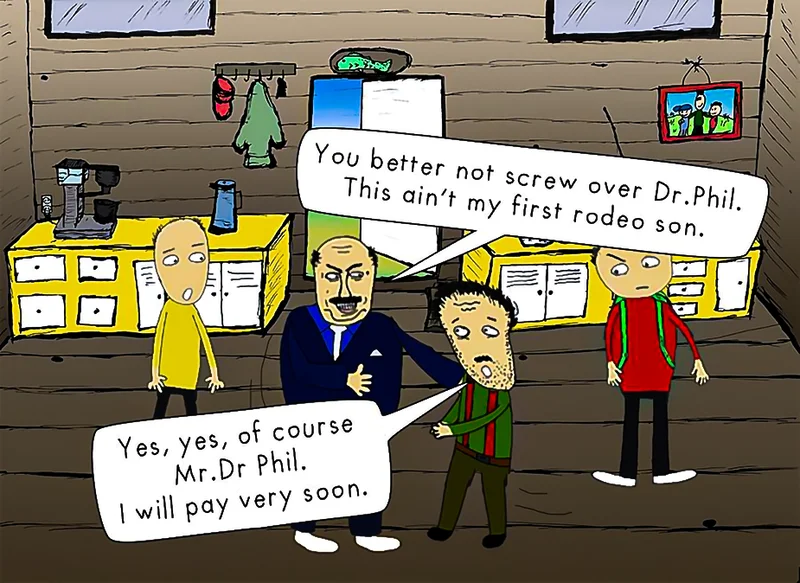 You better not screw over Dr.Phil.
This ain't my first rodeo son.
Yes, yes, of course
Mr.Dr Phil.
I will pay very soon.